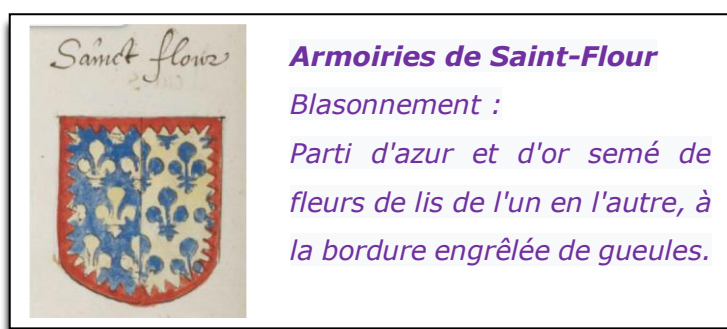 Sainct flour
Armoiries de Saint-Flour
Blasonnement :
Parti d'azur et d'or semé de
fleurs de lis de l'un en l'autre, à
la bordure engrêlée de gueules.